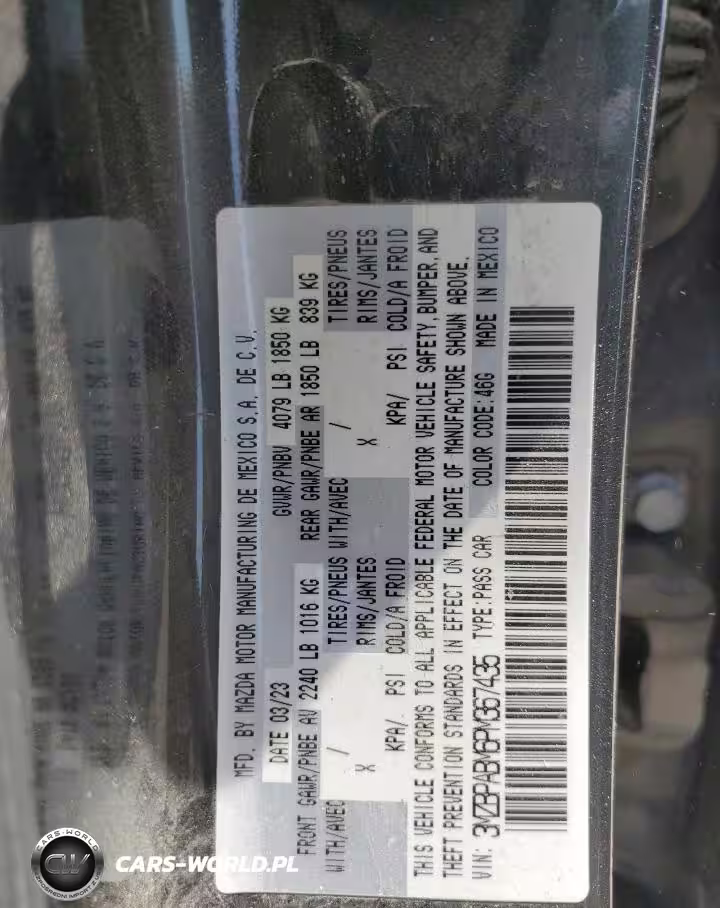 MFD. BY MAZDA MOTOR MANUFACTURING DE MEXICO S.A. DE C.V.
DATE 03/23 GVWR/PNBV 4079 LB 1850 KG
FRONT GAWR/PNBE AV 2240 LB 1016 KG REAR GAWR/PNBE AR 1850 LB 839 KG
WITH/AVEC / TIRES/PNEUS WITH/AVEC / TIRES/PNEUS
X RIMS/JANTES X RIMS/JANTES
KPA/ PSI COLD/A FROID KPA/ PSI COLD/A FROID
THIS VEHICLE CONFORMS TO ALL APPLICABLE FEDERAL MOTOR VEHICLE SAFETY, BUMPER, AND
THEFT PREVENTION STANDARDS IN EFFECT ON THE DATE OF MANUFACTURE SHOWN ABOVE.
VIN: 3MZBPABM6PM367435 TYPE:PASS CAR COLOR CODE:46G MADE IN MEXICO
CARS-WORLD
CW
CARS-WORLD.PL